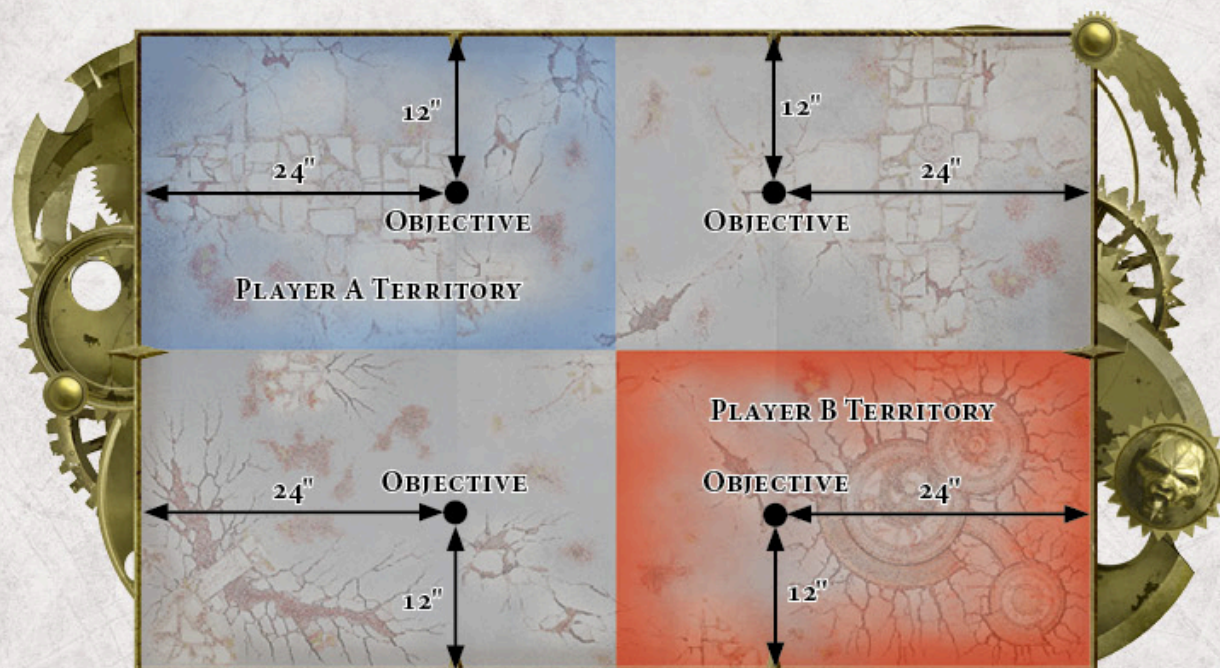 12"
12"
24"
24"
Objective
Objective
Player A Territory
Player B Territory
Objective
Objective
24"
24"
12"
12"